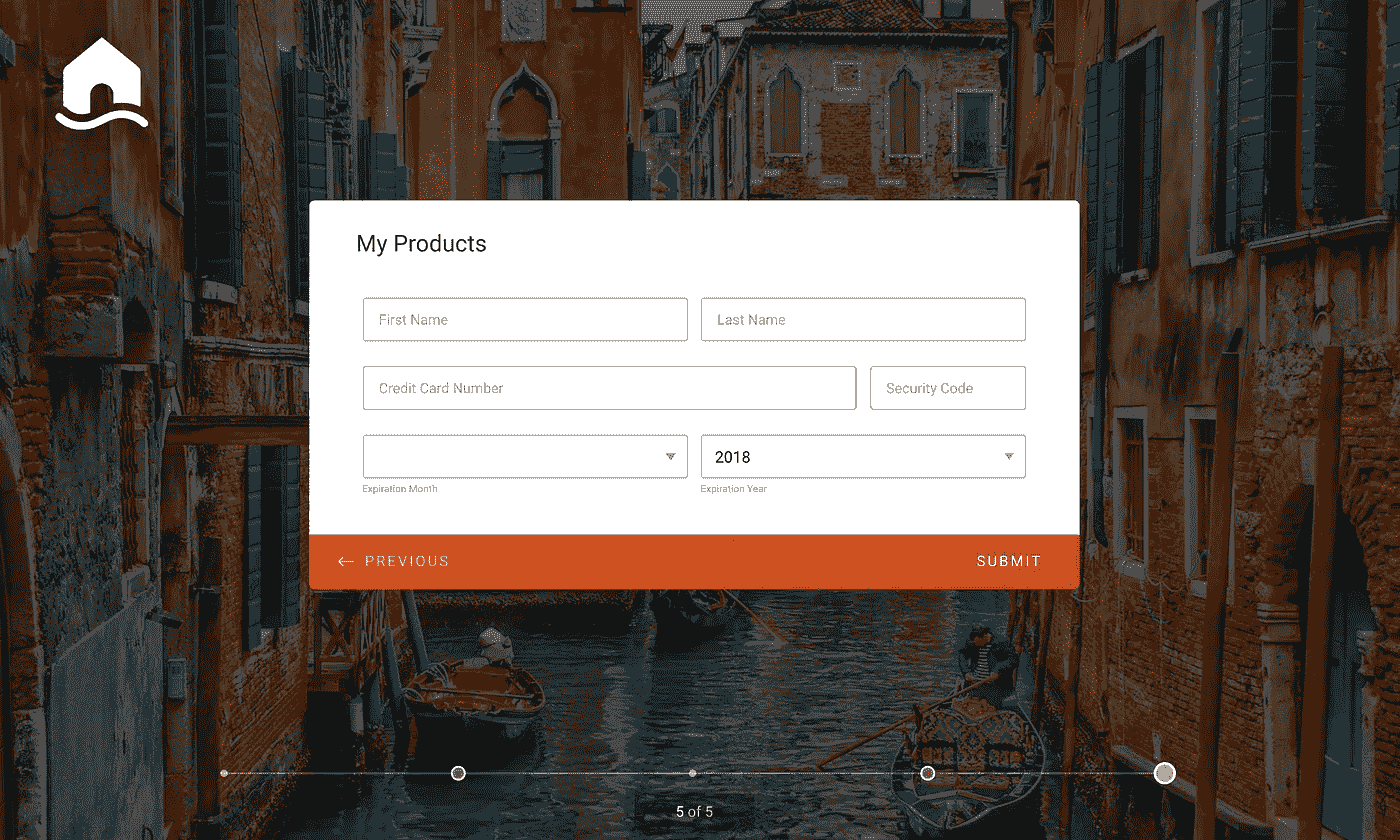 My Products
First Name
Last Name
Credit Card Number
Security Code
2018
Expiration Month
Expiration Year
← PREVIOUS
SUBMIT
5 of 5